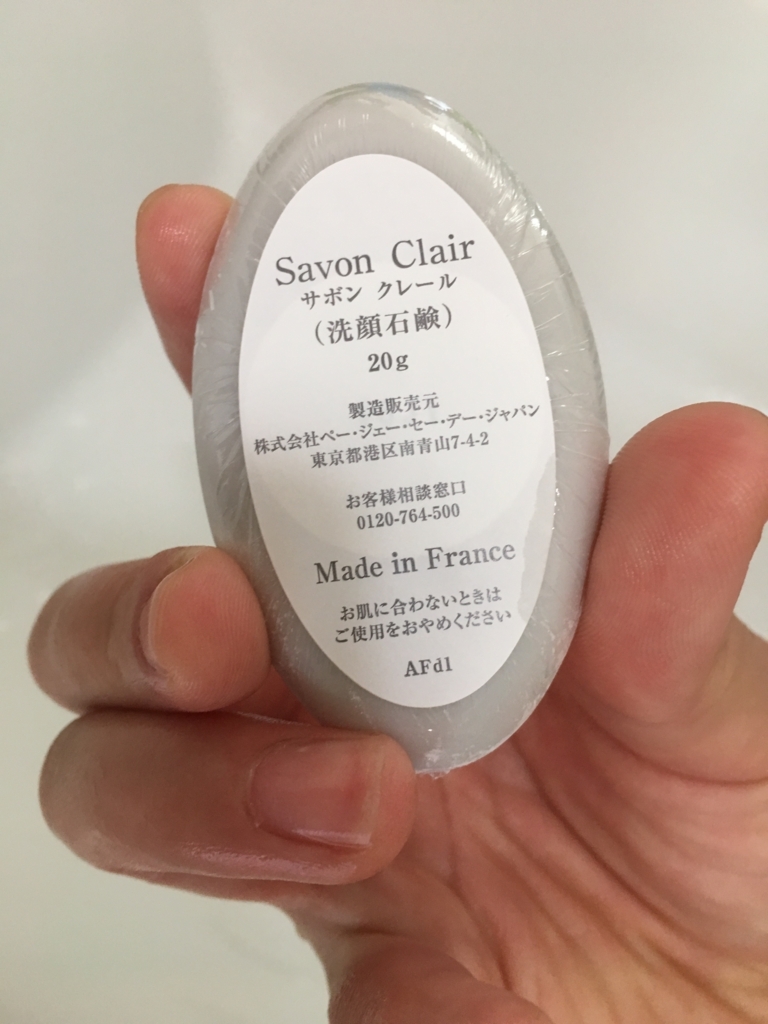 Savon Clair
サボン クレール
(洗顔石鹸)
20g
製造販売元
株式会社ペー・ジェー・セー・デー・ジャパン
東京都港区南青山7-4-2
お客様相談窓口
0120-764-500
Made in France
お肌に合わないときは
ご使用をおやめください
AFd1